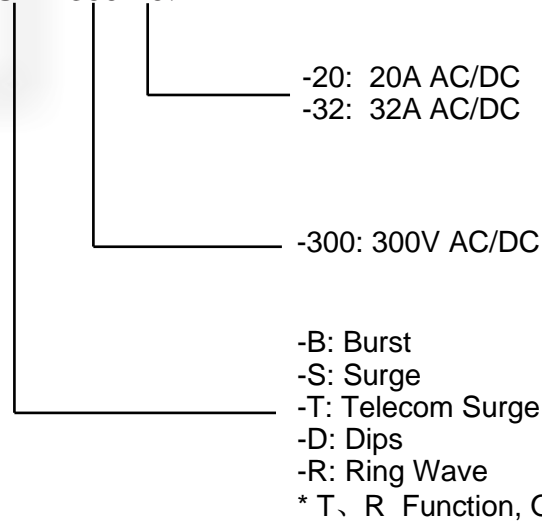 -20: 20A AC/DC
-32: 32A AC/DC
-300: 300V AC/DC
-B: Burst
-S: Surge
-T: Telecom Surge
-D: Dips
-R: Ring Wave
* T、R Function,